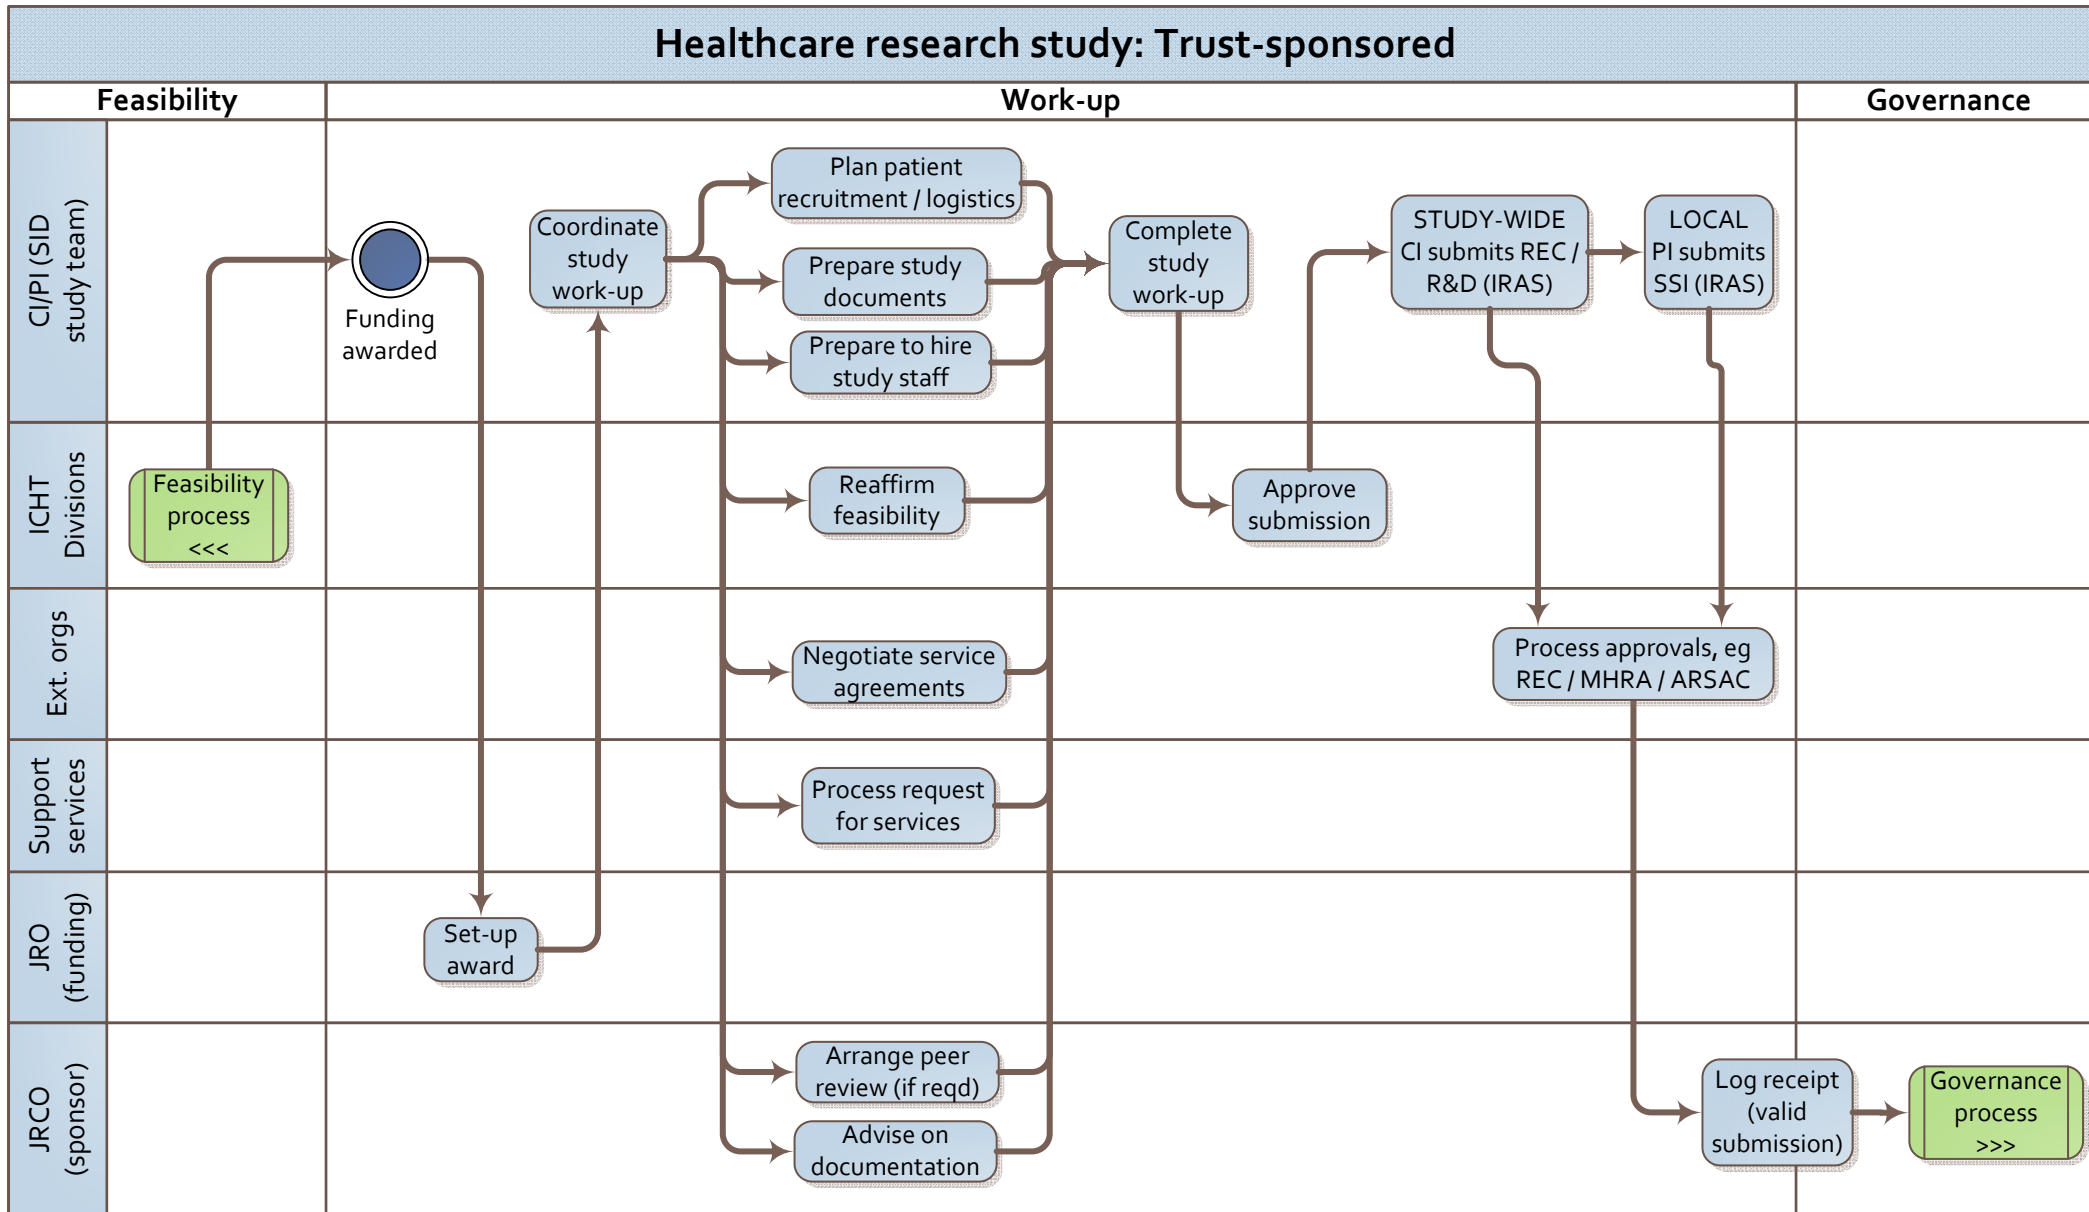 Healthcare research study: Trust-sponsored
Feasibility
Work-up
Governance
CI/PI (SID
study team)
Funding
awarded
Coordinate
study
work-up
Plan patient
recruitment / logistics
Prepare study
documents
Prepare to hire
study staff
Complete
study
work-up
STUDY-WIDE
CI submits REC /
R&D (IRAS)
LOCAL
PI submits
SSI (IRAS)
ICHT
Divisions
Feasibility
process
<<<
Reaffirm
feasibility
Approve
submission
Ext. orgs
Negotiate service
agreements
Process approvals, eg
REC / MHRA / ARSAC
Support
services
Process request
for services
JRO
(funding)
Set-up
award
JRCO
(sponsor)
Arrange peer
review (if reqd)
Advise on
documentation
Log receipt
(valid
submission)
Governance
process
>>>